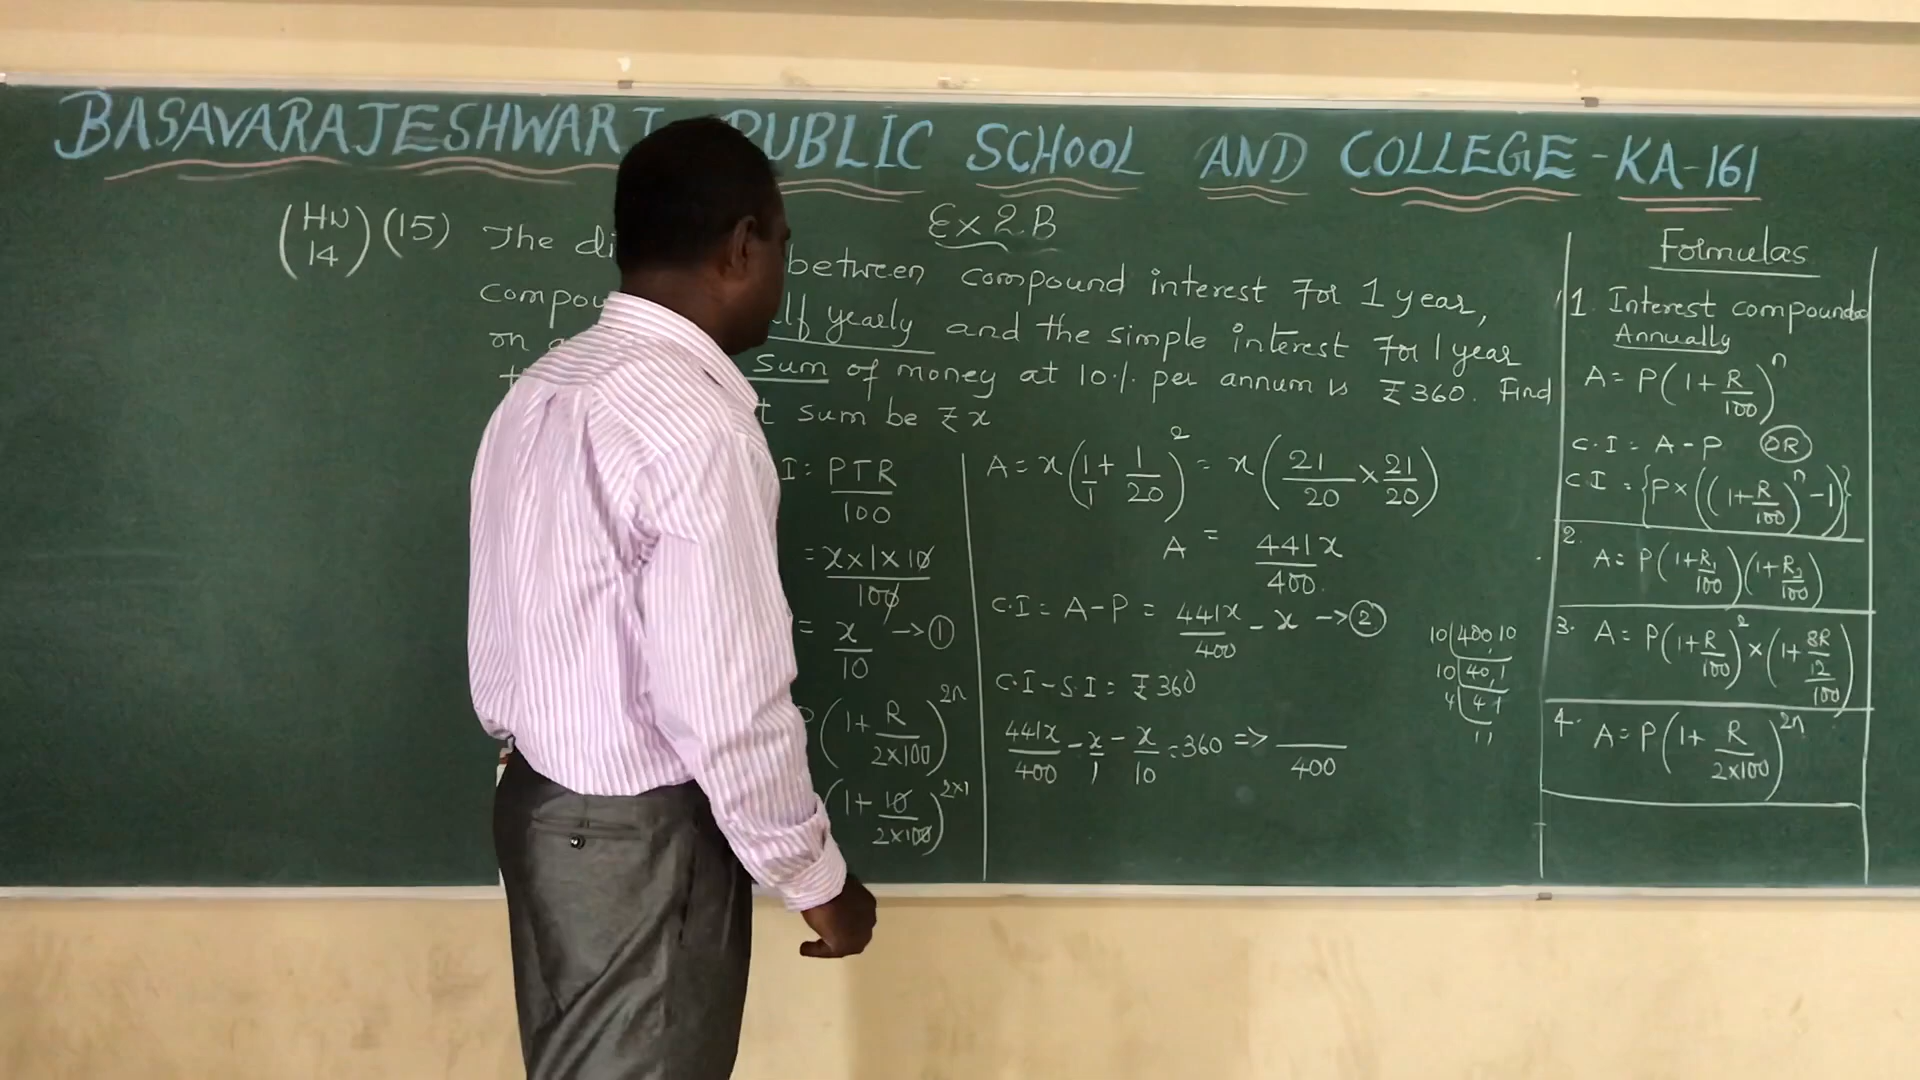 BASAVARAJESHWARI PUBLIC SCHOOL AND COLLEGE - KA-161
Ex 2B
(HW 14) (15) The di between compound interest for 1 year,
compou lf yearly and the simple interest for 1 year
on sum of money at 10% per annum is ₹360. Find
sum be ₹ x
I = PTR/100
= x×1×10/100
= x/10 → ①
(1+R/2×100)^2n
(1+10/2×100)^2×1
A = x(1/1+1/20)^2 = x(21/20×21/20)
A = 441x/400
C.I = A-P = 441x/400 - x → ②
C.I-S.I = ₹360
441x/400 - x/1 - x/10 = 360 => /400
10|400,10
10|40,1
4|4,1
1,1
Formulas
1. Interest compounded
Annually
A = P(1+R/100)^n
C.I = A-P OR
C.I = {P×((1+R/100)^n-1)}
2. A = P(1+R₁/100)(1+R₂/100)
3. A = P(1+R/100)^2×(1+8R/12/100)
4. A = P(1+R/2×100)^2n